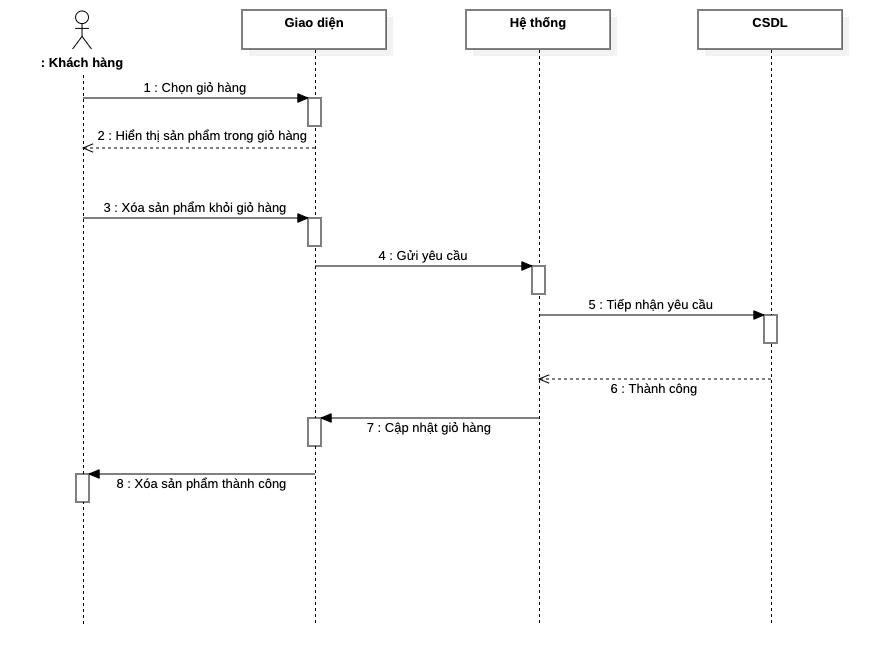 : Khách hàng
Giao diện
Hệ thống
CSDL
1 : Chọn giỏ hàng
2 : Hiển thị sản phẩm trong giỏ hàng
3 : Xóa sản phẩm khỏi giỏ hàng
4 : Gửi yêu cầu
5 : Tiếp nhận yêu cầu
6 : Thành công
7 : Cập nhật giỏ hàng
8 : Xóa sản phẩm thành công